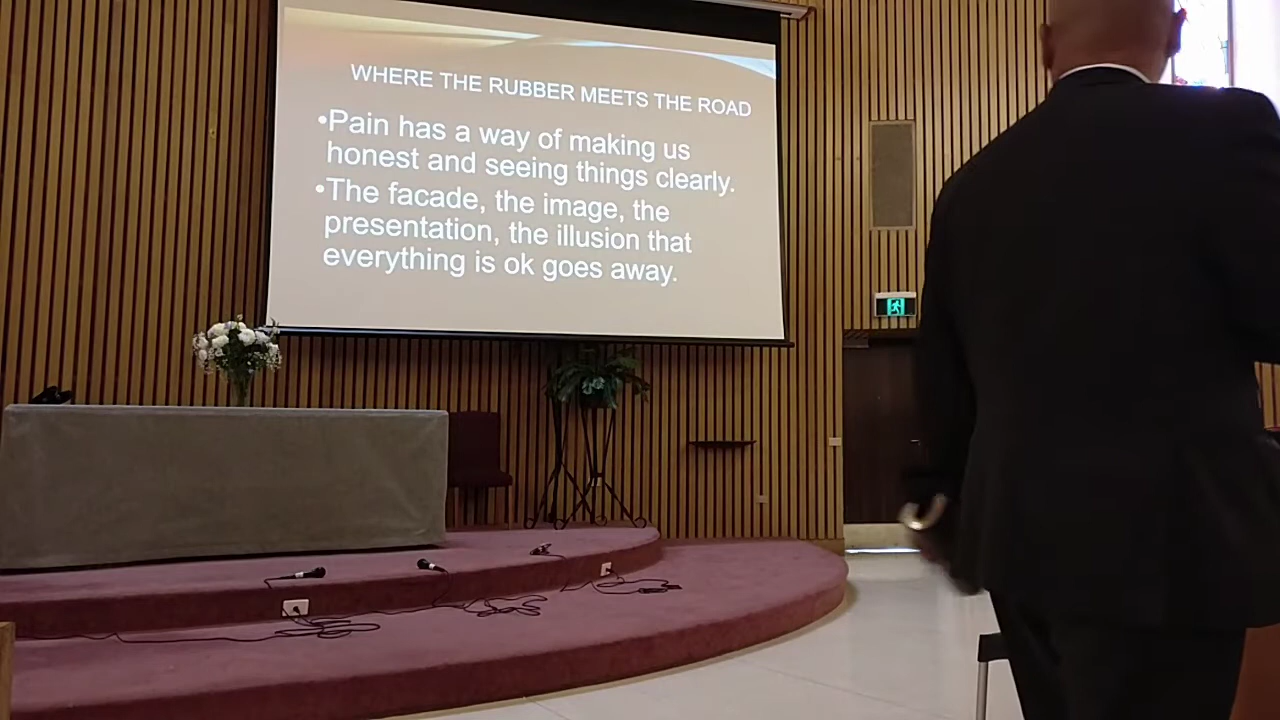 WHERE THE RUBBER MEETS THE ROAD
•Pain has a way of making us
honest and seeing things clearly.
•The facade, the image, the
presentation, the illusion that
everything is ok goes away.